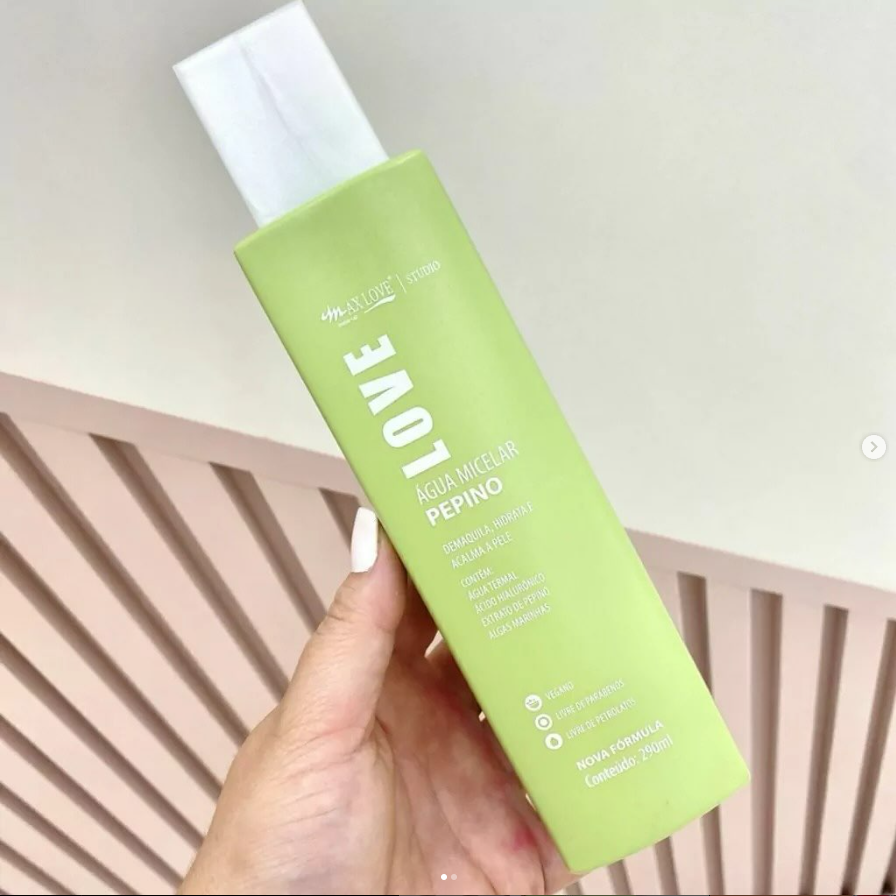 MAX LOVE | STUDIO
LOVE
ÁGUA MICELAR
PEPINO
DEMAQUILA, HIDRATA E
ACALMA A PELE
CONTÉM:
ÁGUA TERMAL
ÁCIDO HIALURÔNICO
EXTRATO DE PEPINO
ALGAS MARINHAS
VEGANO
LIVRE DE PARABENOS
LIVRE DE PETROLATOS
NOVA FÓRMULA
Conteúdo: 290ml